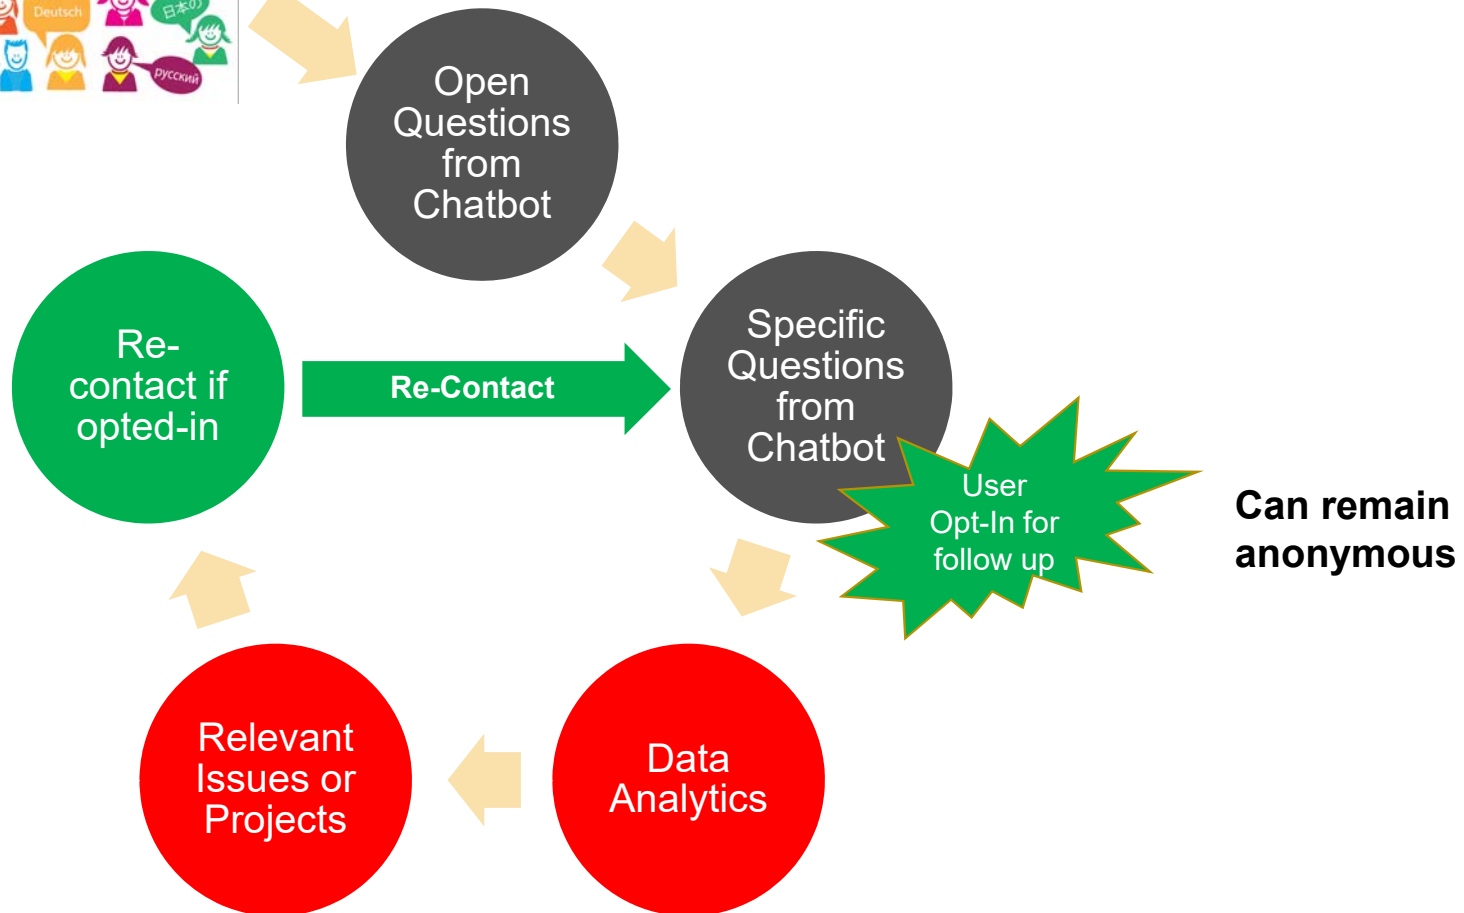 Deutsch
日本の
русский
Open
Questions
from
Chatbot
Re-
contact if
opted-in
Re-Contact
Specific
Questions
from
Chatbot
User
Opt-In for
follow up
Can remain
anonymous
Relevant
Issues or
Projects
Data
Analytics